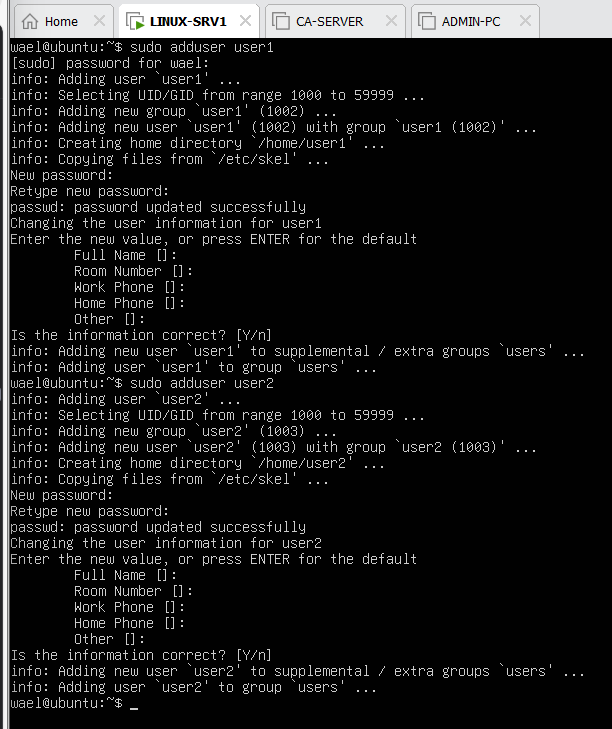 Home
LINUX-SRV1
CA-SERVER
ADMIN-PC
wael@ubuntu:~$ sudo adduser user1
[sudo] password for wael:
info: Adding user `user1' ...
info: Selecting UID/GID from range 1000 to 59999 ...
info: Adding new group `user1' (1002) ...
info: Adding new user `user1' (1002) with group `user1 (1002)' ...
info: Creating home directory `/home/user1' ...
info: Copying files from `/etc/skel' ...
New password:
Retype new password:
passwd: password updated successfully
Changing the user information for user1
Enter the new value, or press ENTER for the default
        Full Name []:
        Room Number []:
        Work Phone []:
        Home Phone []:
        Other []:
Is the information correct? [Y/n]
info: Adding new user `user1' to supplemental / extra groups `users' ...
info: Adding user `user1' to group `users' ...
wael@ubuntu:~$ sudo adduser user2
info: Adding user `user2' ...
info: Selecting UID/GID from range 1000 to 59999 ...
info: Adding new group `user2' (1003) ...
info: Adding new user `user2' (1003) with group `user2 (1003)' ...
info: Creating home directory `/home/user2' ...
info: Copying files from `/etc/skel' ...
New password:
Retype new password:
passwd: password updated successfully
Changing the user information for user2
Enter the new value, or press ENTER for the default
        Full Name []:
        Room Number []:
        Work Phone []:
        Home Phone []:
        Other []:
Is the information correct? [Y/n]
info: Adding new user `user2' to supplemental / extra groups `users' ...
info: Adding user `user2' to group `users' ...
wael@ubuntu:~$ _